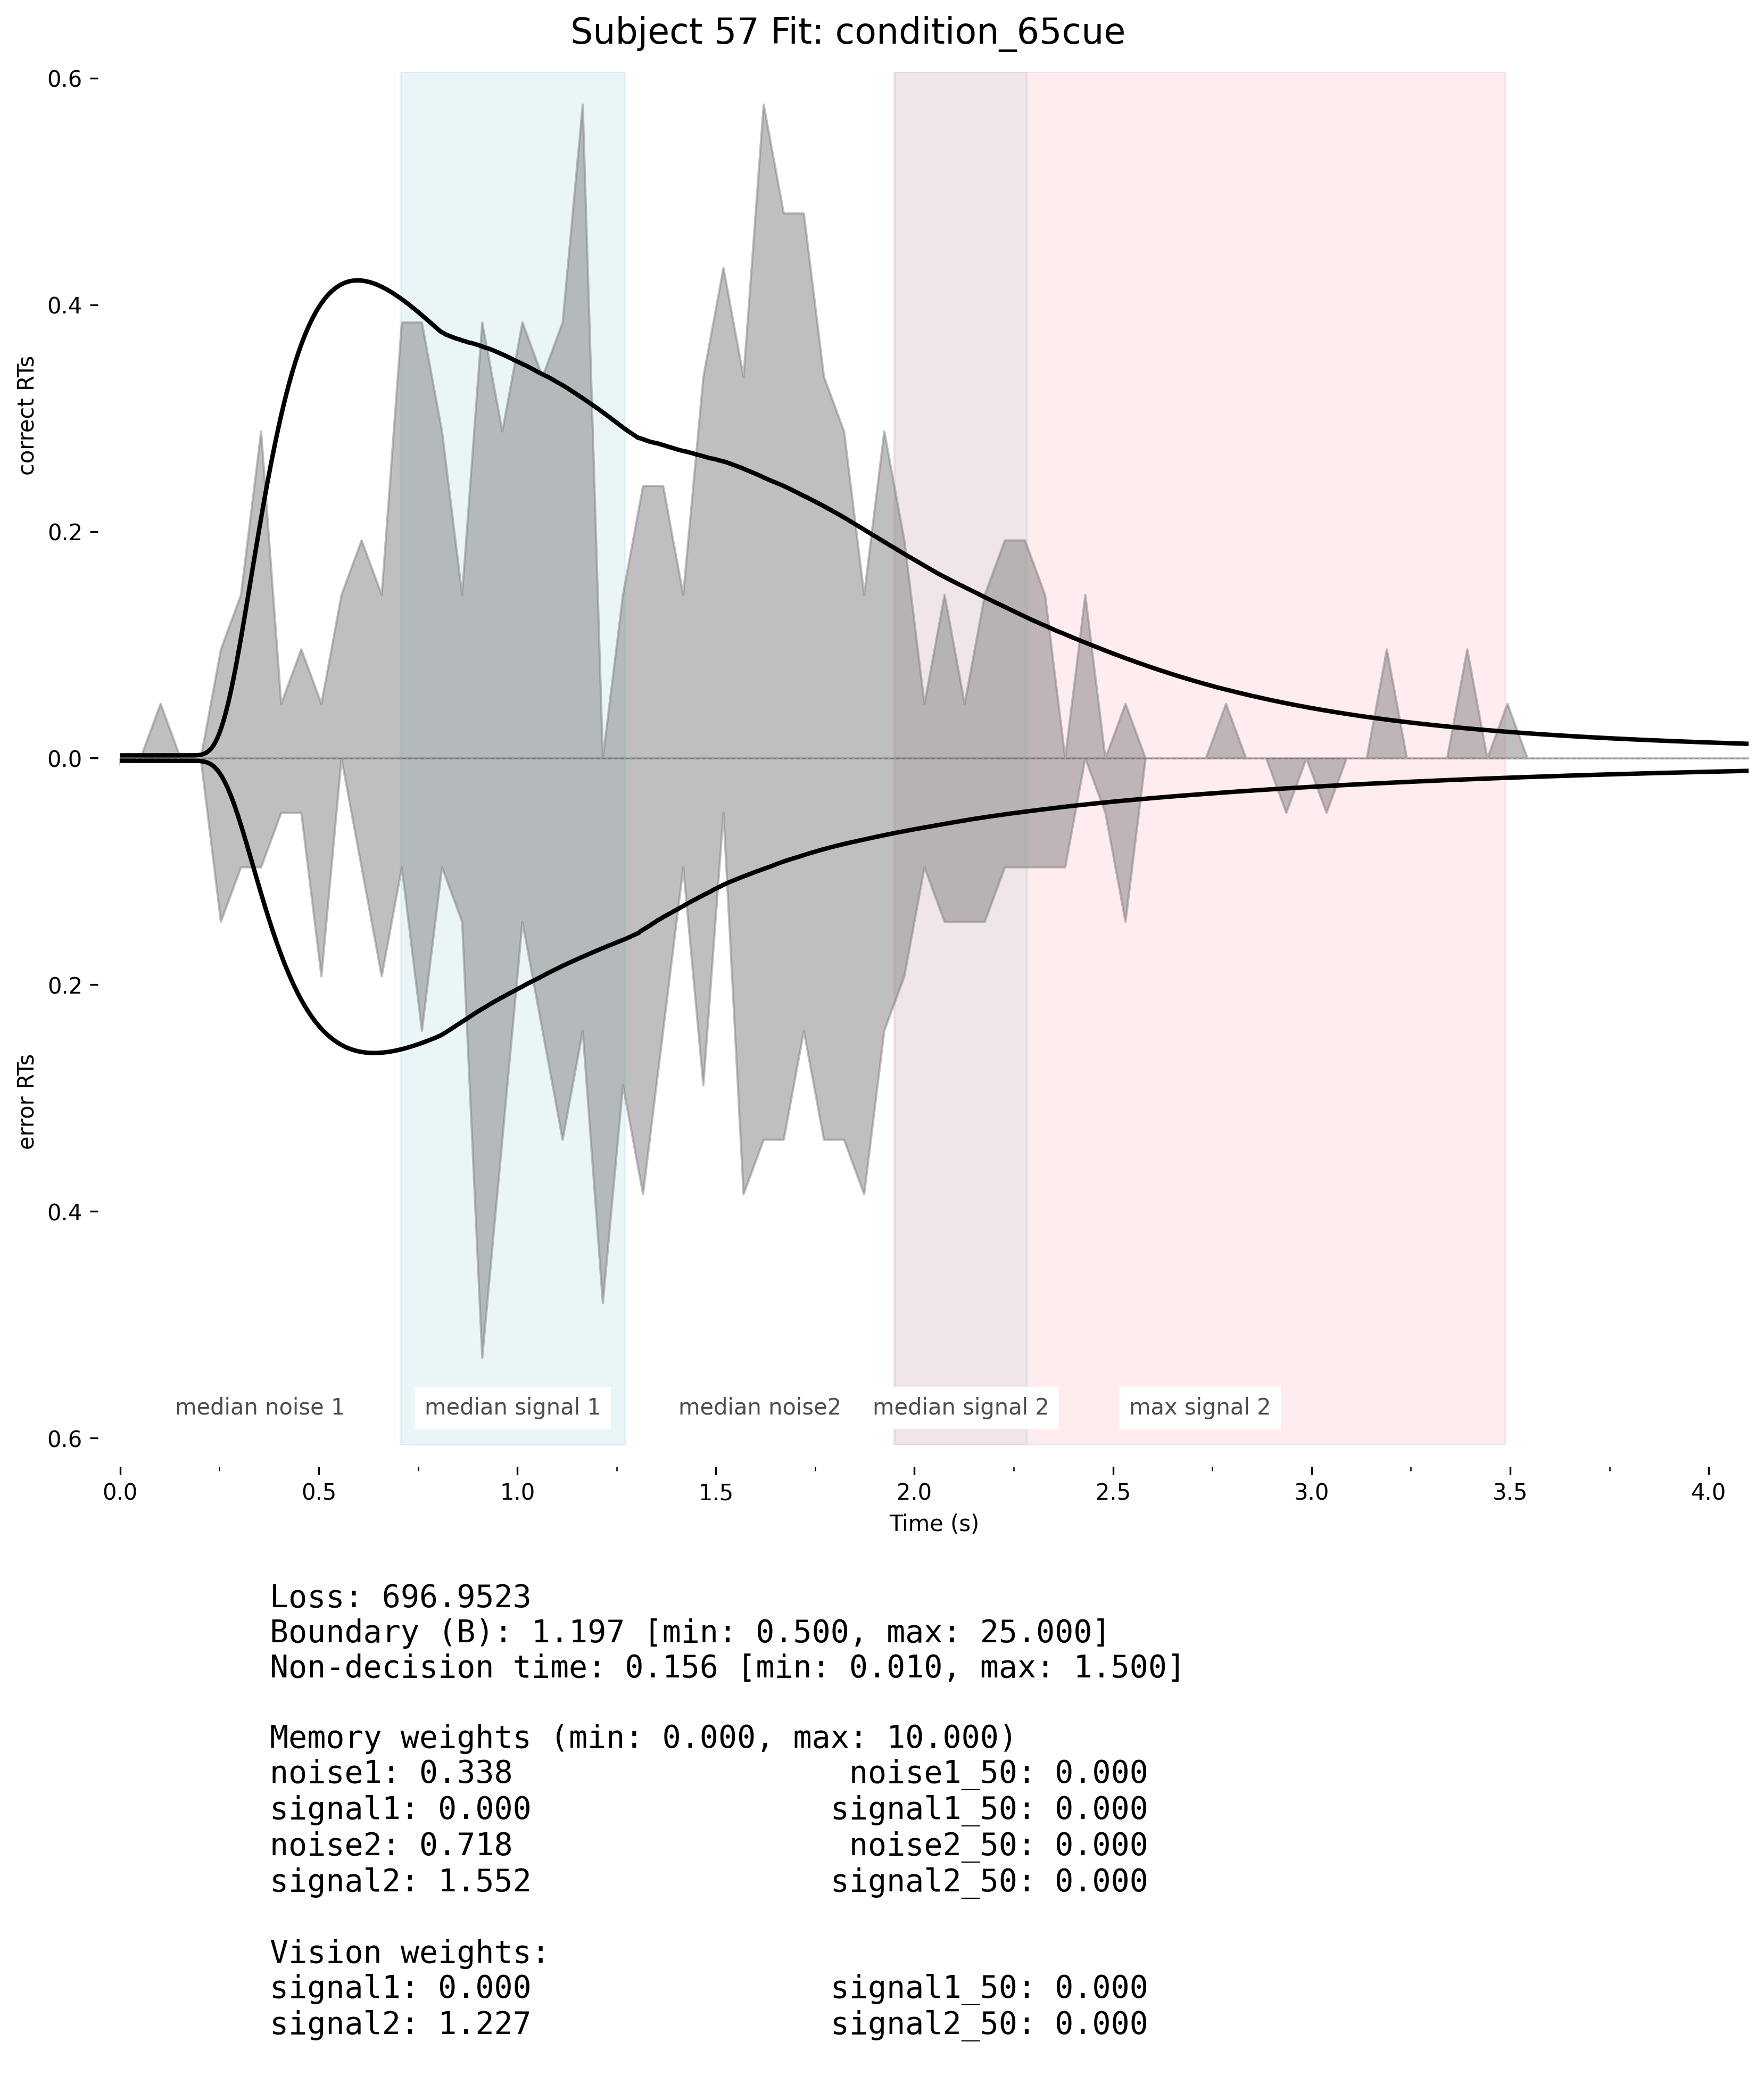 Subject 57 Fit: condition_65cue
0.6
0.4
0.2
0.0
0.2
0.4
0.6
correct RTs
error RTs
median noise 1
median signal 1
median noise2
median signal 2
max signal 2
0.0
0.5
1.0
1.5
2.0
2.5
3.0
3.5
4.0
Time (s)
Loss: 696.9523
Boundary (B): 1.197 [min: 0.500, max: 25.000]
Non-decision time: 0.156 [min: 0.010, max: 1.500]
Memory weights (min: 0.000, max: 10.000)
noise1: 0.338 noise1_50: 0.000
signal1: 0.000 signal1_50: 0.000
noise2: 0.718 noise2_50: 0.000
signal2: 1.552 signal2_50: 0.000
Vision weights:
signal1: 0.000 signal1_50: 0.000
signal2: 1.227 signal2_50: 0.000